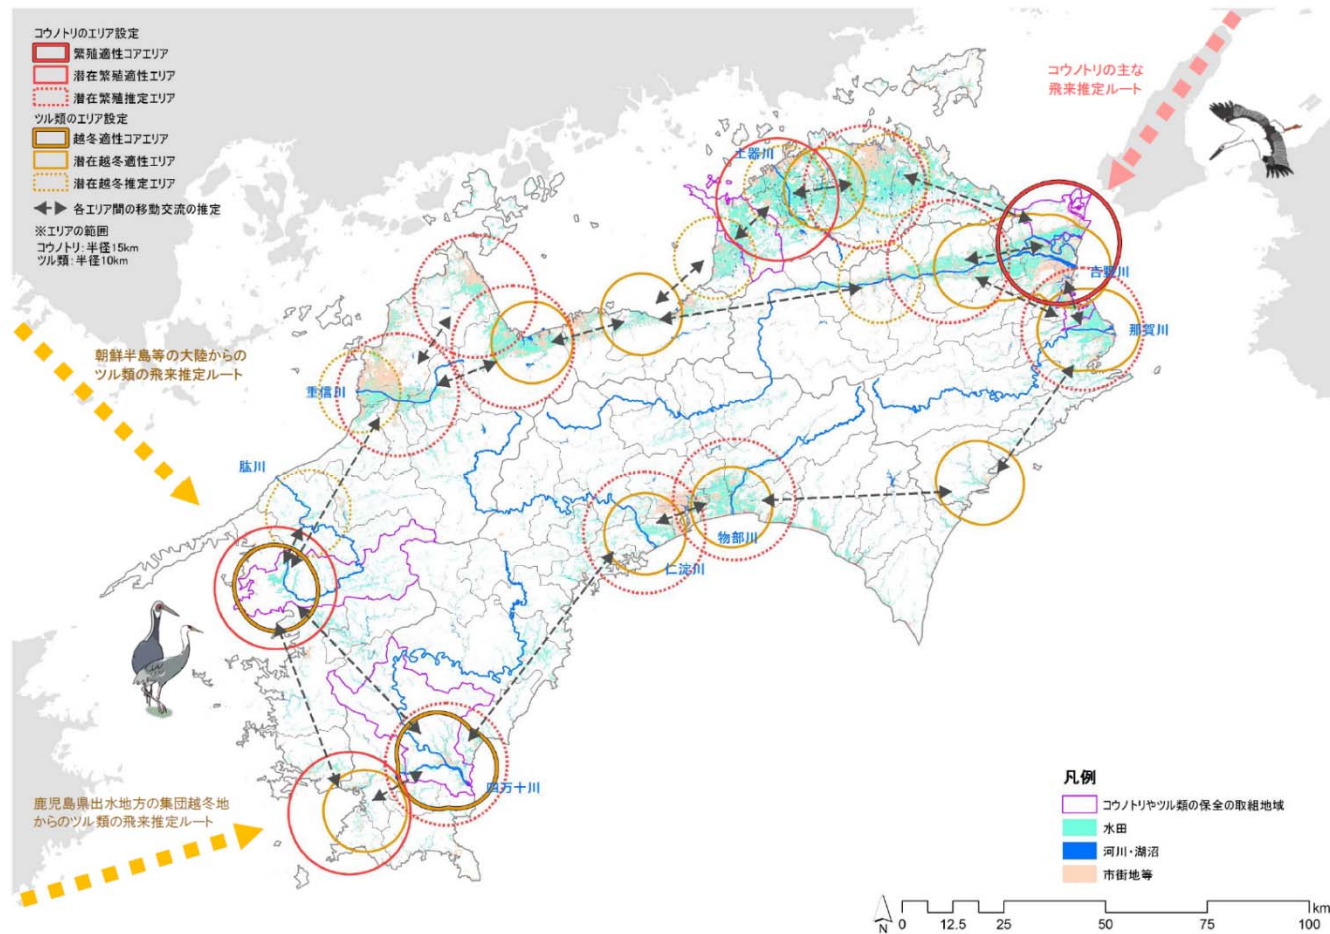 コウノトリのエリア設定
繁殖適性コアエリア
潜在繁殖適性エリア
潜在繁殖推定エリア
ツル類のエリア設定
越冬適性コアエリア
潜在越冬適性エリア
潜在越冬推定エリア
各エリア間の移動交流の推定
※エリアの範囲
コウノトリ:半径15km
ツル類:半径10km
コウノトリの主な
飛来推定ルート
土器川
吉野川
那賀川
朝鮮半島等の大陸からの
ツル類の飛来推定ルート
重信川
肱川
物部川
仁淀川
四万十川
鹿児島県出水地方の集団越冬地
からのツル類の飛来推定ルート
凡例
コウノトリやツル類の保全の取組地域
水田
河川・湖沼
市街地等
N
0 12.5 25 50 75 100
km